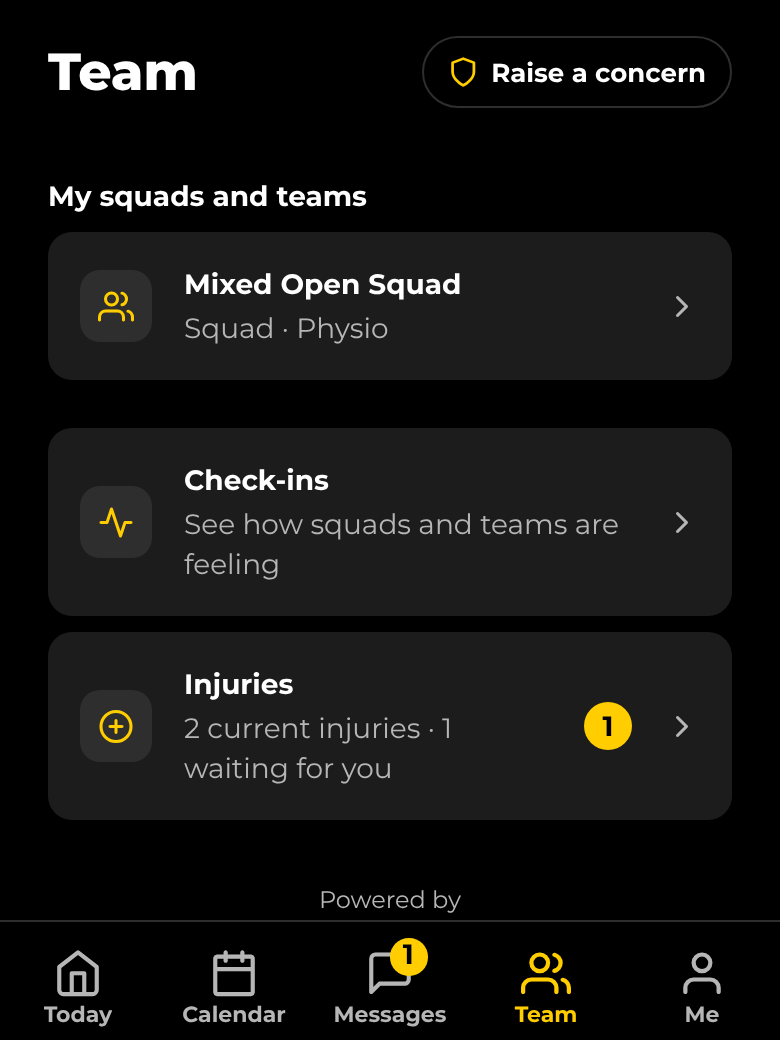 Team
Raise a concern
My squads and teams
Mixed Open Squad
Squad · Physio
Check-ins
See how squads and teams are
feeling
Injuries
2 current injuries · 1
waiting for you
1
Powered by
1
Today
Calendar
Messages
Team
Me